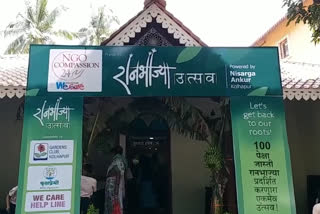 NGO
COMPASSION
24
WE Care
रानभाज्या उत्सव
Powered by
Nisarga
Ankur
Kolhapur
रानभाज्या
उत्सव
GARDENS
CLUB
KOLHAPUR
WE CARE
HELP LINE
Let's get
back to
our
roots!
100
पेक्षा
जास्ती
रानभाज्या
प्रदर्शित
करणारा
एकमेव
उत्सव!